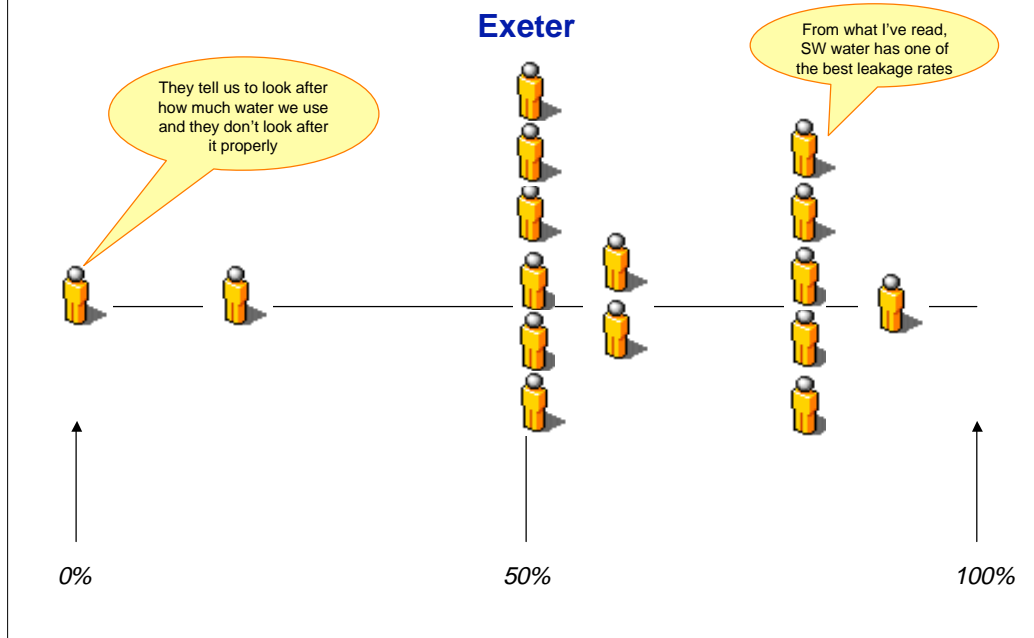 Exeter
They tell us to look after
how much water we use
and they don't look after
it properly
From what I've read,
SW water has one of
the best leakage rates
0%
50%
100%